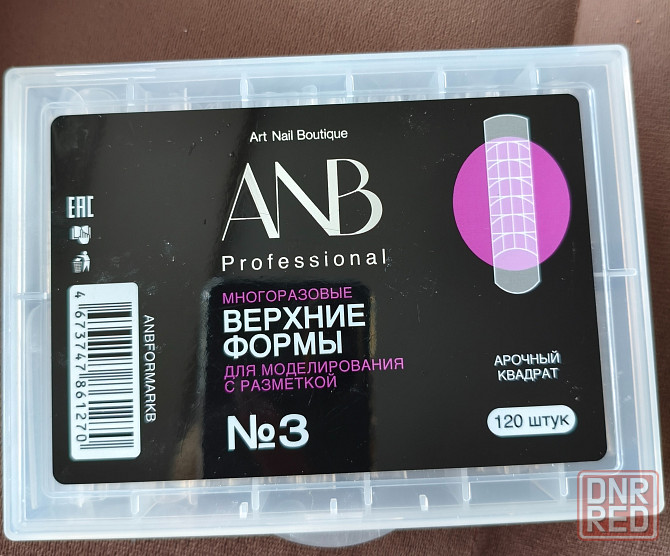 Art Nail Boutique
ANB
Professional
МНОГОРАЗОВЫЕ
ВЕРХНИЕ
ФОРМЫ
ДЛЯ МОДЕЛИРОВАНИЯ
С РАЗМЕТКОЙ
№3
АРОЧНЫЙ
КВАДРАТ
120 штук
EAC
4673747861270
ANBFORMARKB
DNR
RED